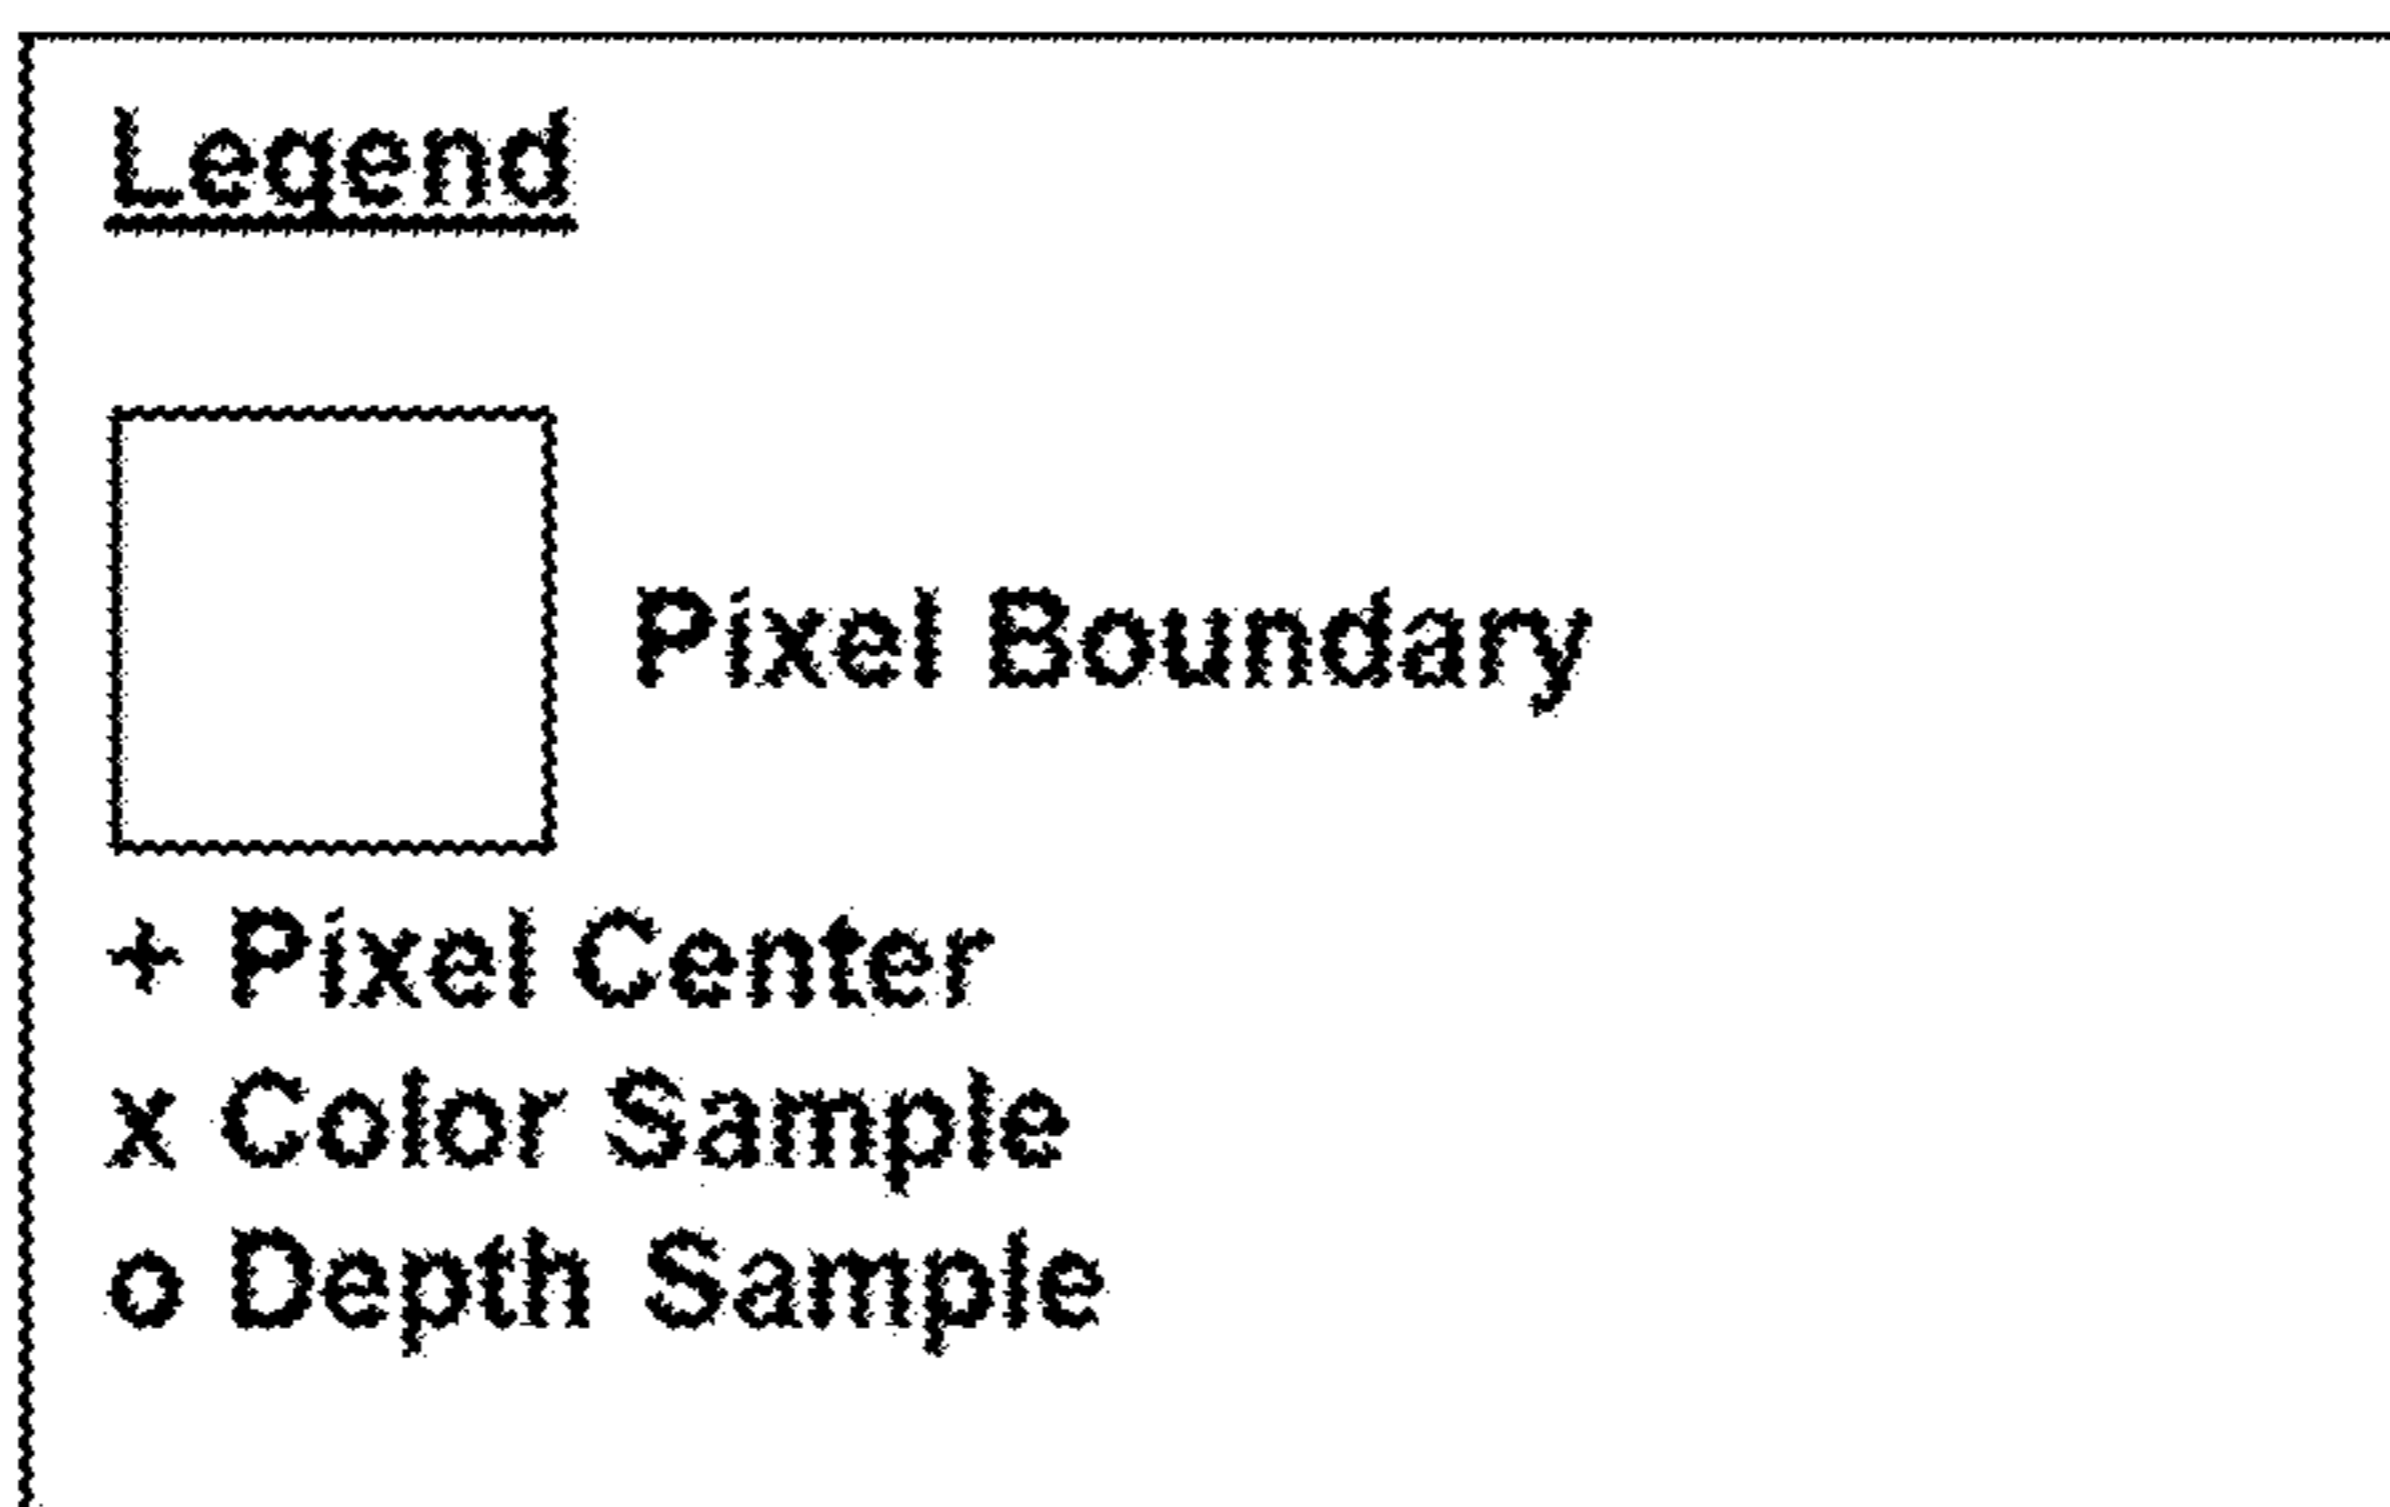 Legend
Pixel Boundary
+ Pixel Center
x Color Sample
o Depth Sample